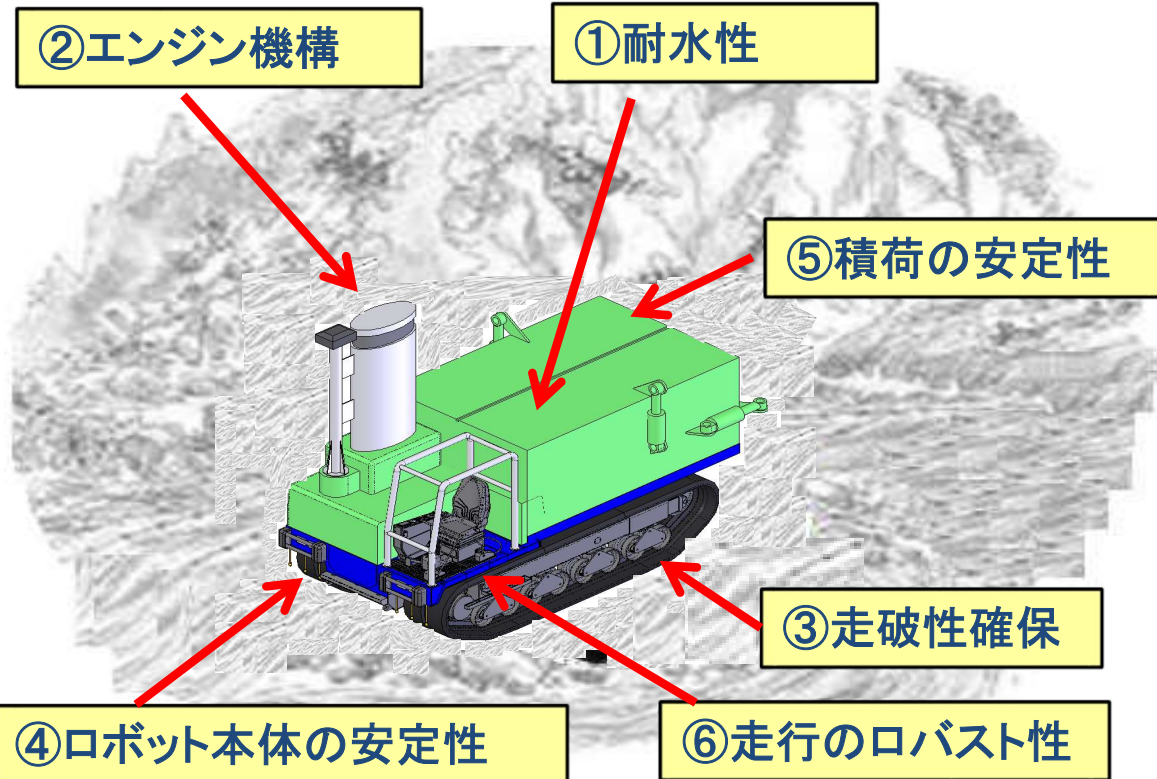 ②エンジン機構
①耐水性
⑤積荷の安定性
③走破性確保
④ロボット本体の安定性
⑥走行のロバスト性